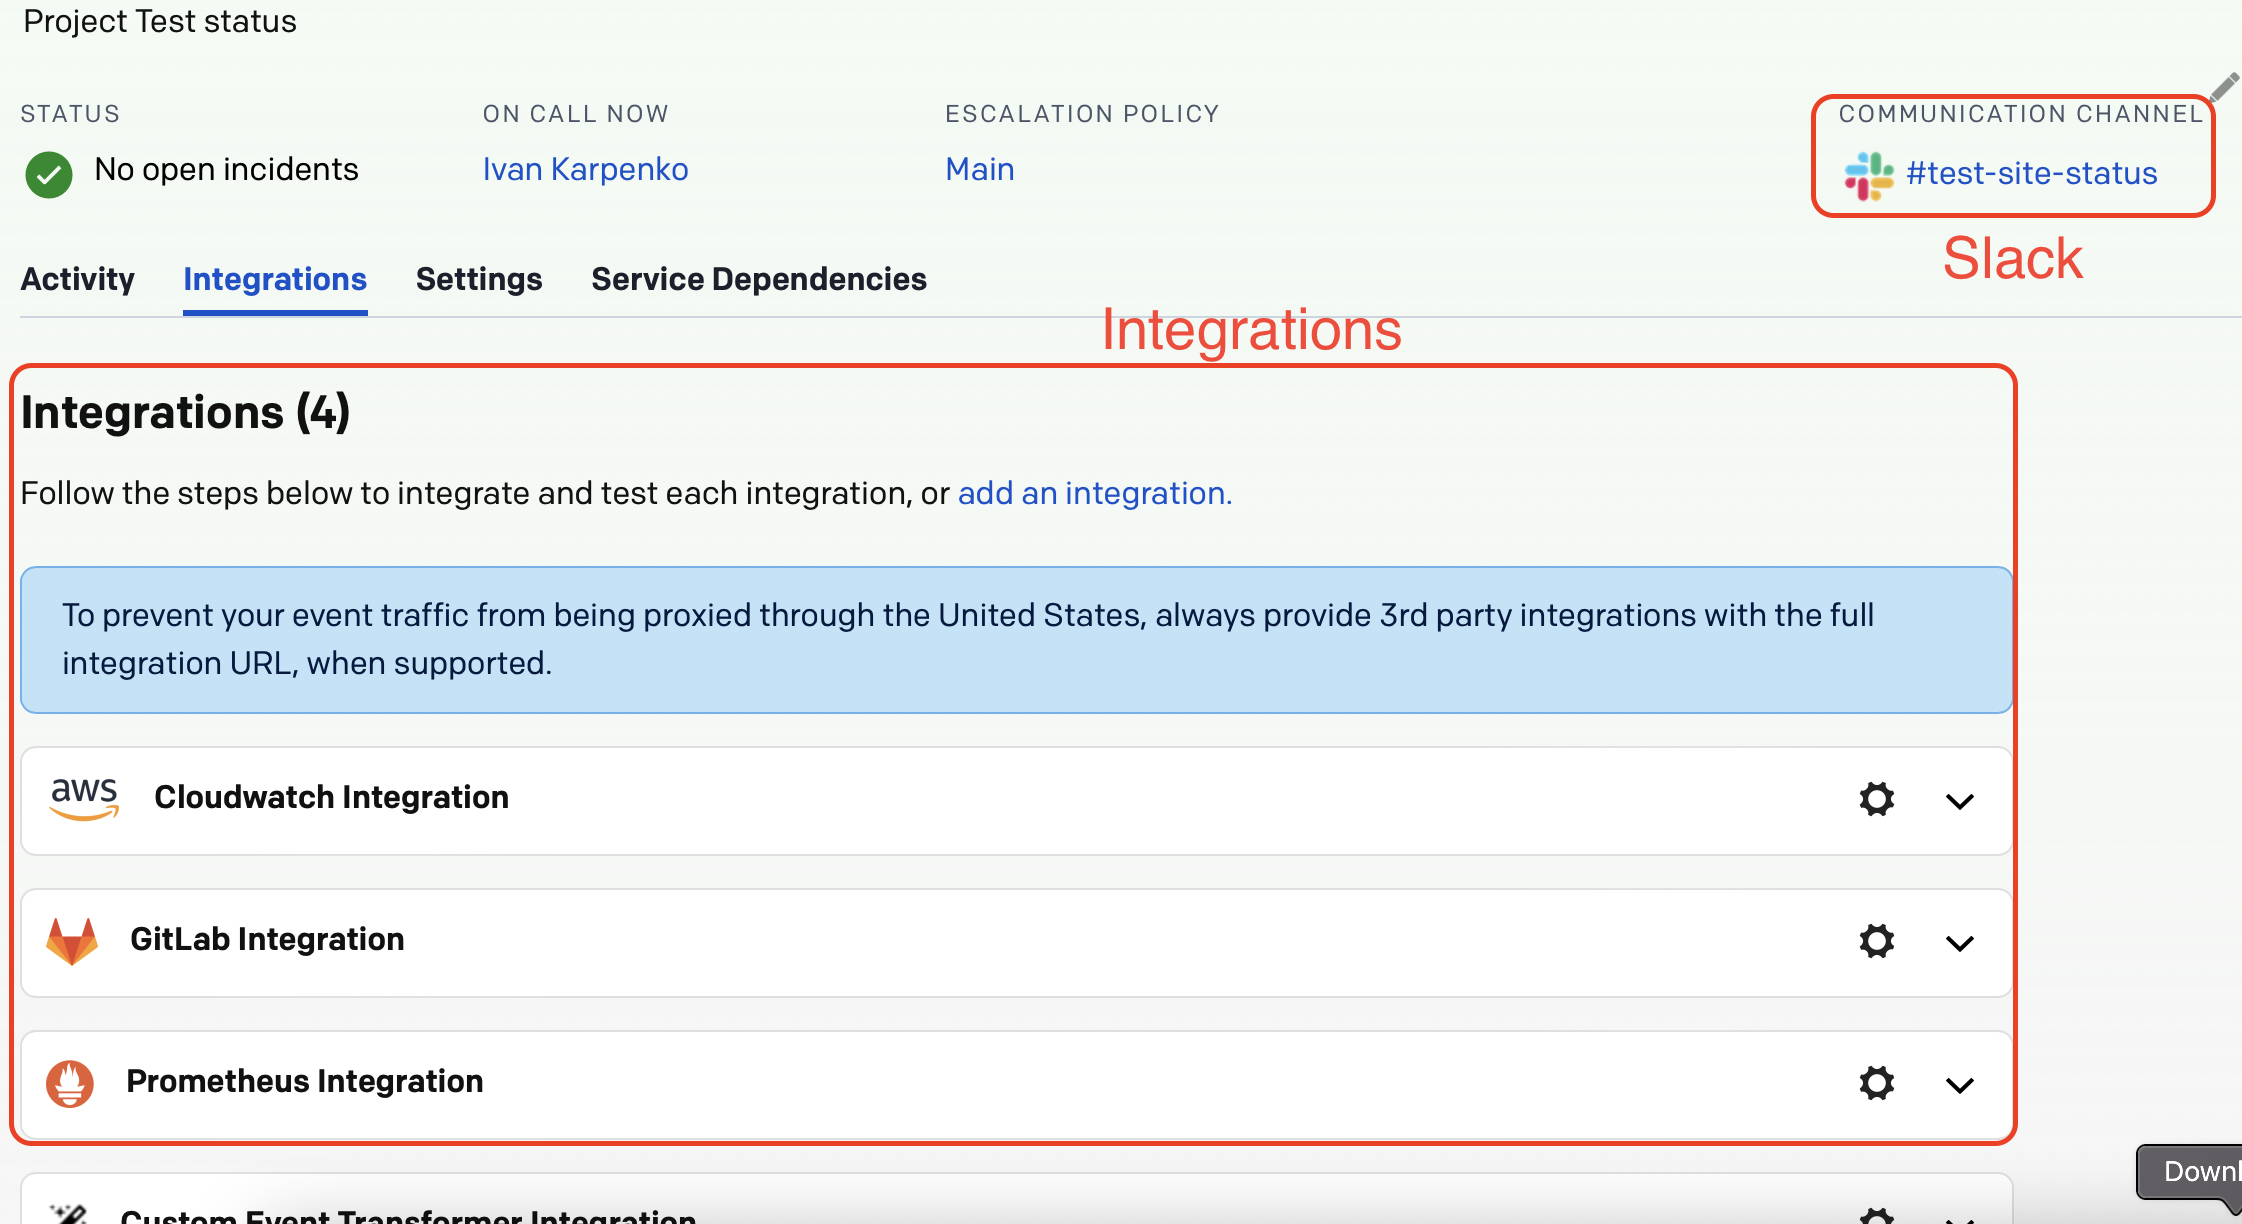 Project Test status
STATUS
ON CALL NOW
ESCALATION POLICY
COMMUNICATION CHANNEL
No open incidents
Ivan Karpenko
Main
#test-site-status
Slack
Activity
Integrations
Settings
Service Dependencies
Integrations
Integrations (4)
Follow the steps below to integrate and test each integration, or add an integration.
To prevent your event traffic from being proxied through the United States, always provide 3rd party integrations with the full
integration URL, when supported.
aws
Cloudwatch Integration
GitLab Integration
Prometheus Integration
Downl
Custom Event Transformer Integration